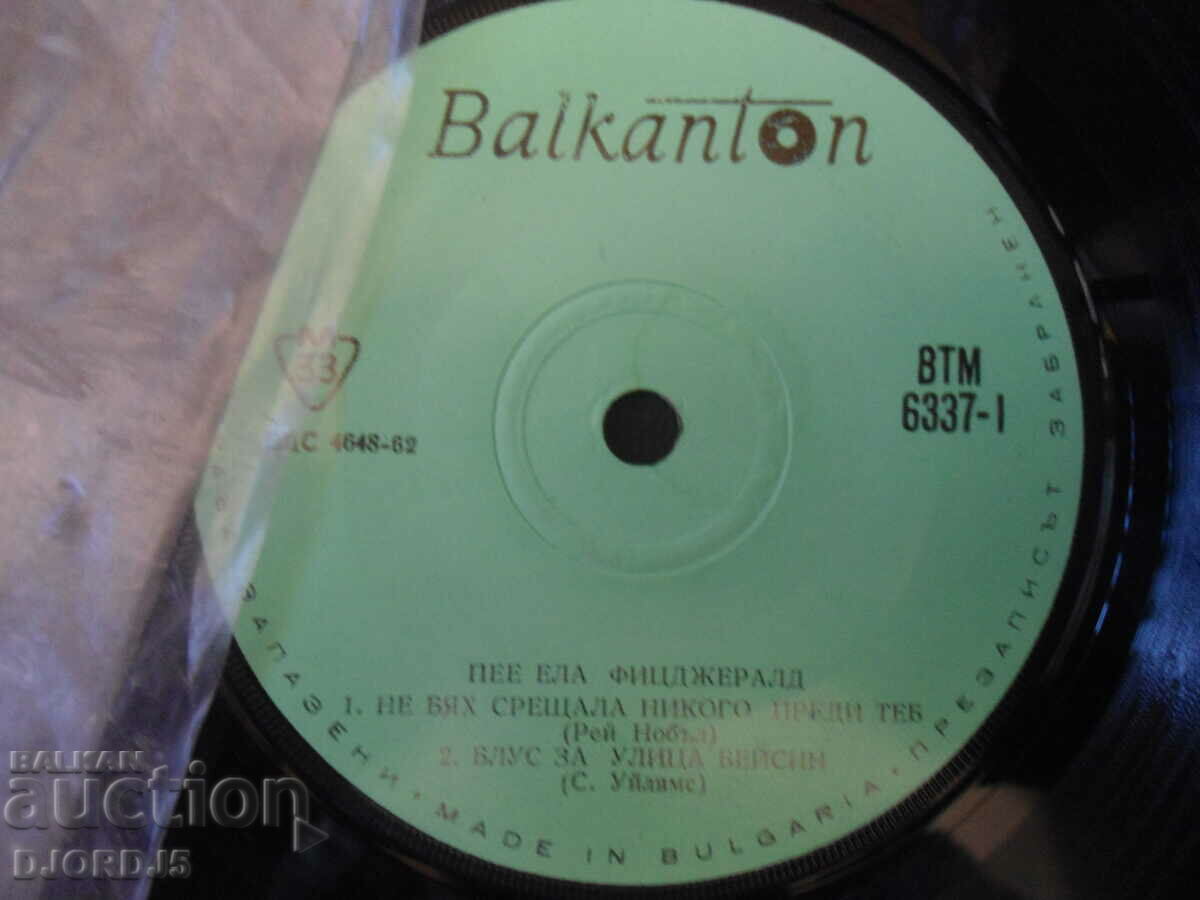 Balkanton
M
33
4648-62
ВТМ
6337-1
ПЕЕ ЕЛА ФИЦДЖЕРАЛД
1. НЕ БЯХ СРЕЩАЛА НИКОГО ПРЕДИ ТЕБ
(Рей Нобъл)
2. БЛУС ЗА УЛИЦА БЕЙСИН
(С. Уйлямс)
ЗАПАЗЕНИ • MADE IN BULGARIA • ПРЕЗАПИСЪТ ЗАБРАНЕН
BALKAN
auction
DJORDJ5